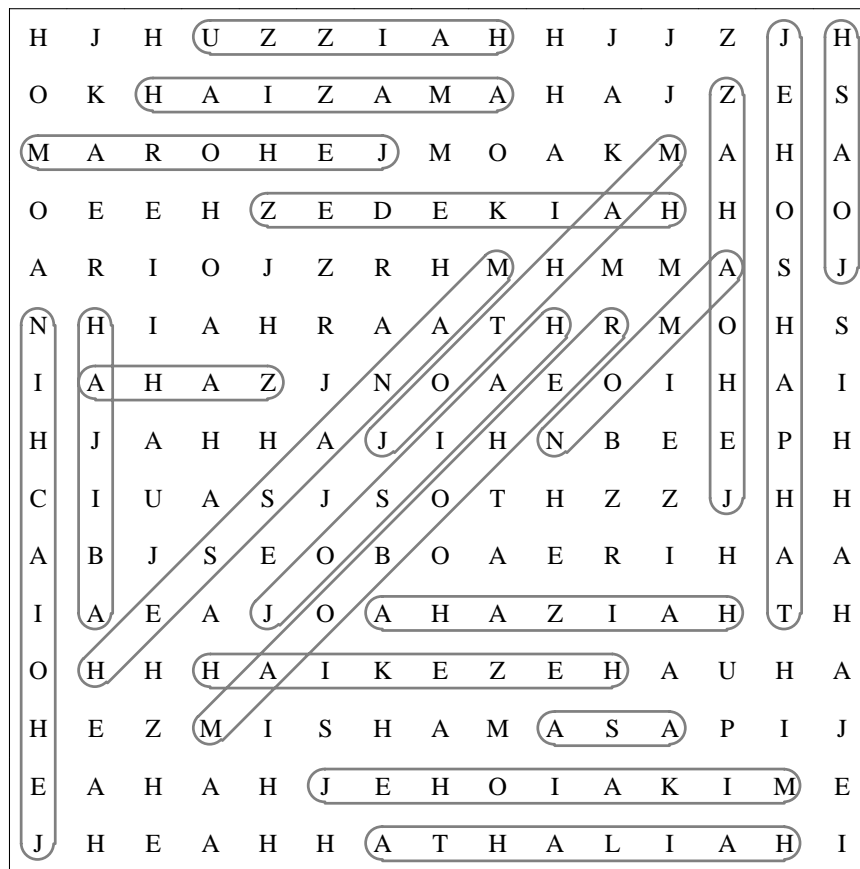 H J H U Z Z I A H H J J Z J H
O K H A I Z A M A H A J Z E S
M A R O H E J M O A K M A H A
O E E H Z E D E K I A H H O O
A R I O J Z R H M H M M A S J
N H I A H R A A T H R M O H S
I A H A Z J N O A E O I H A I
H J A H H A J I H N B E E P H
C I U A S J S O T H Z Z J H H
A B J S E O B O A E R I H A A
I A E A J O A H A Z I A H T H
O H H H A I K E Z E H A U H A
H E Z M I S H A M A S A P I J
E A H A H J E H O I A K I M E
J H E A H H A T H A L I A H I